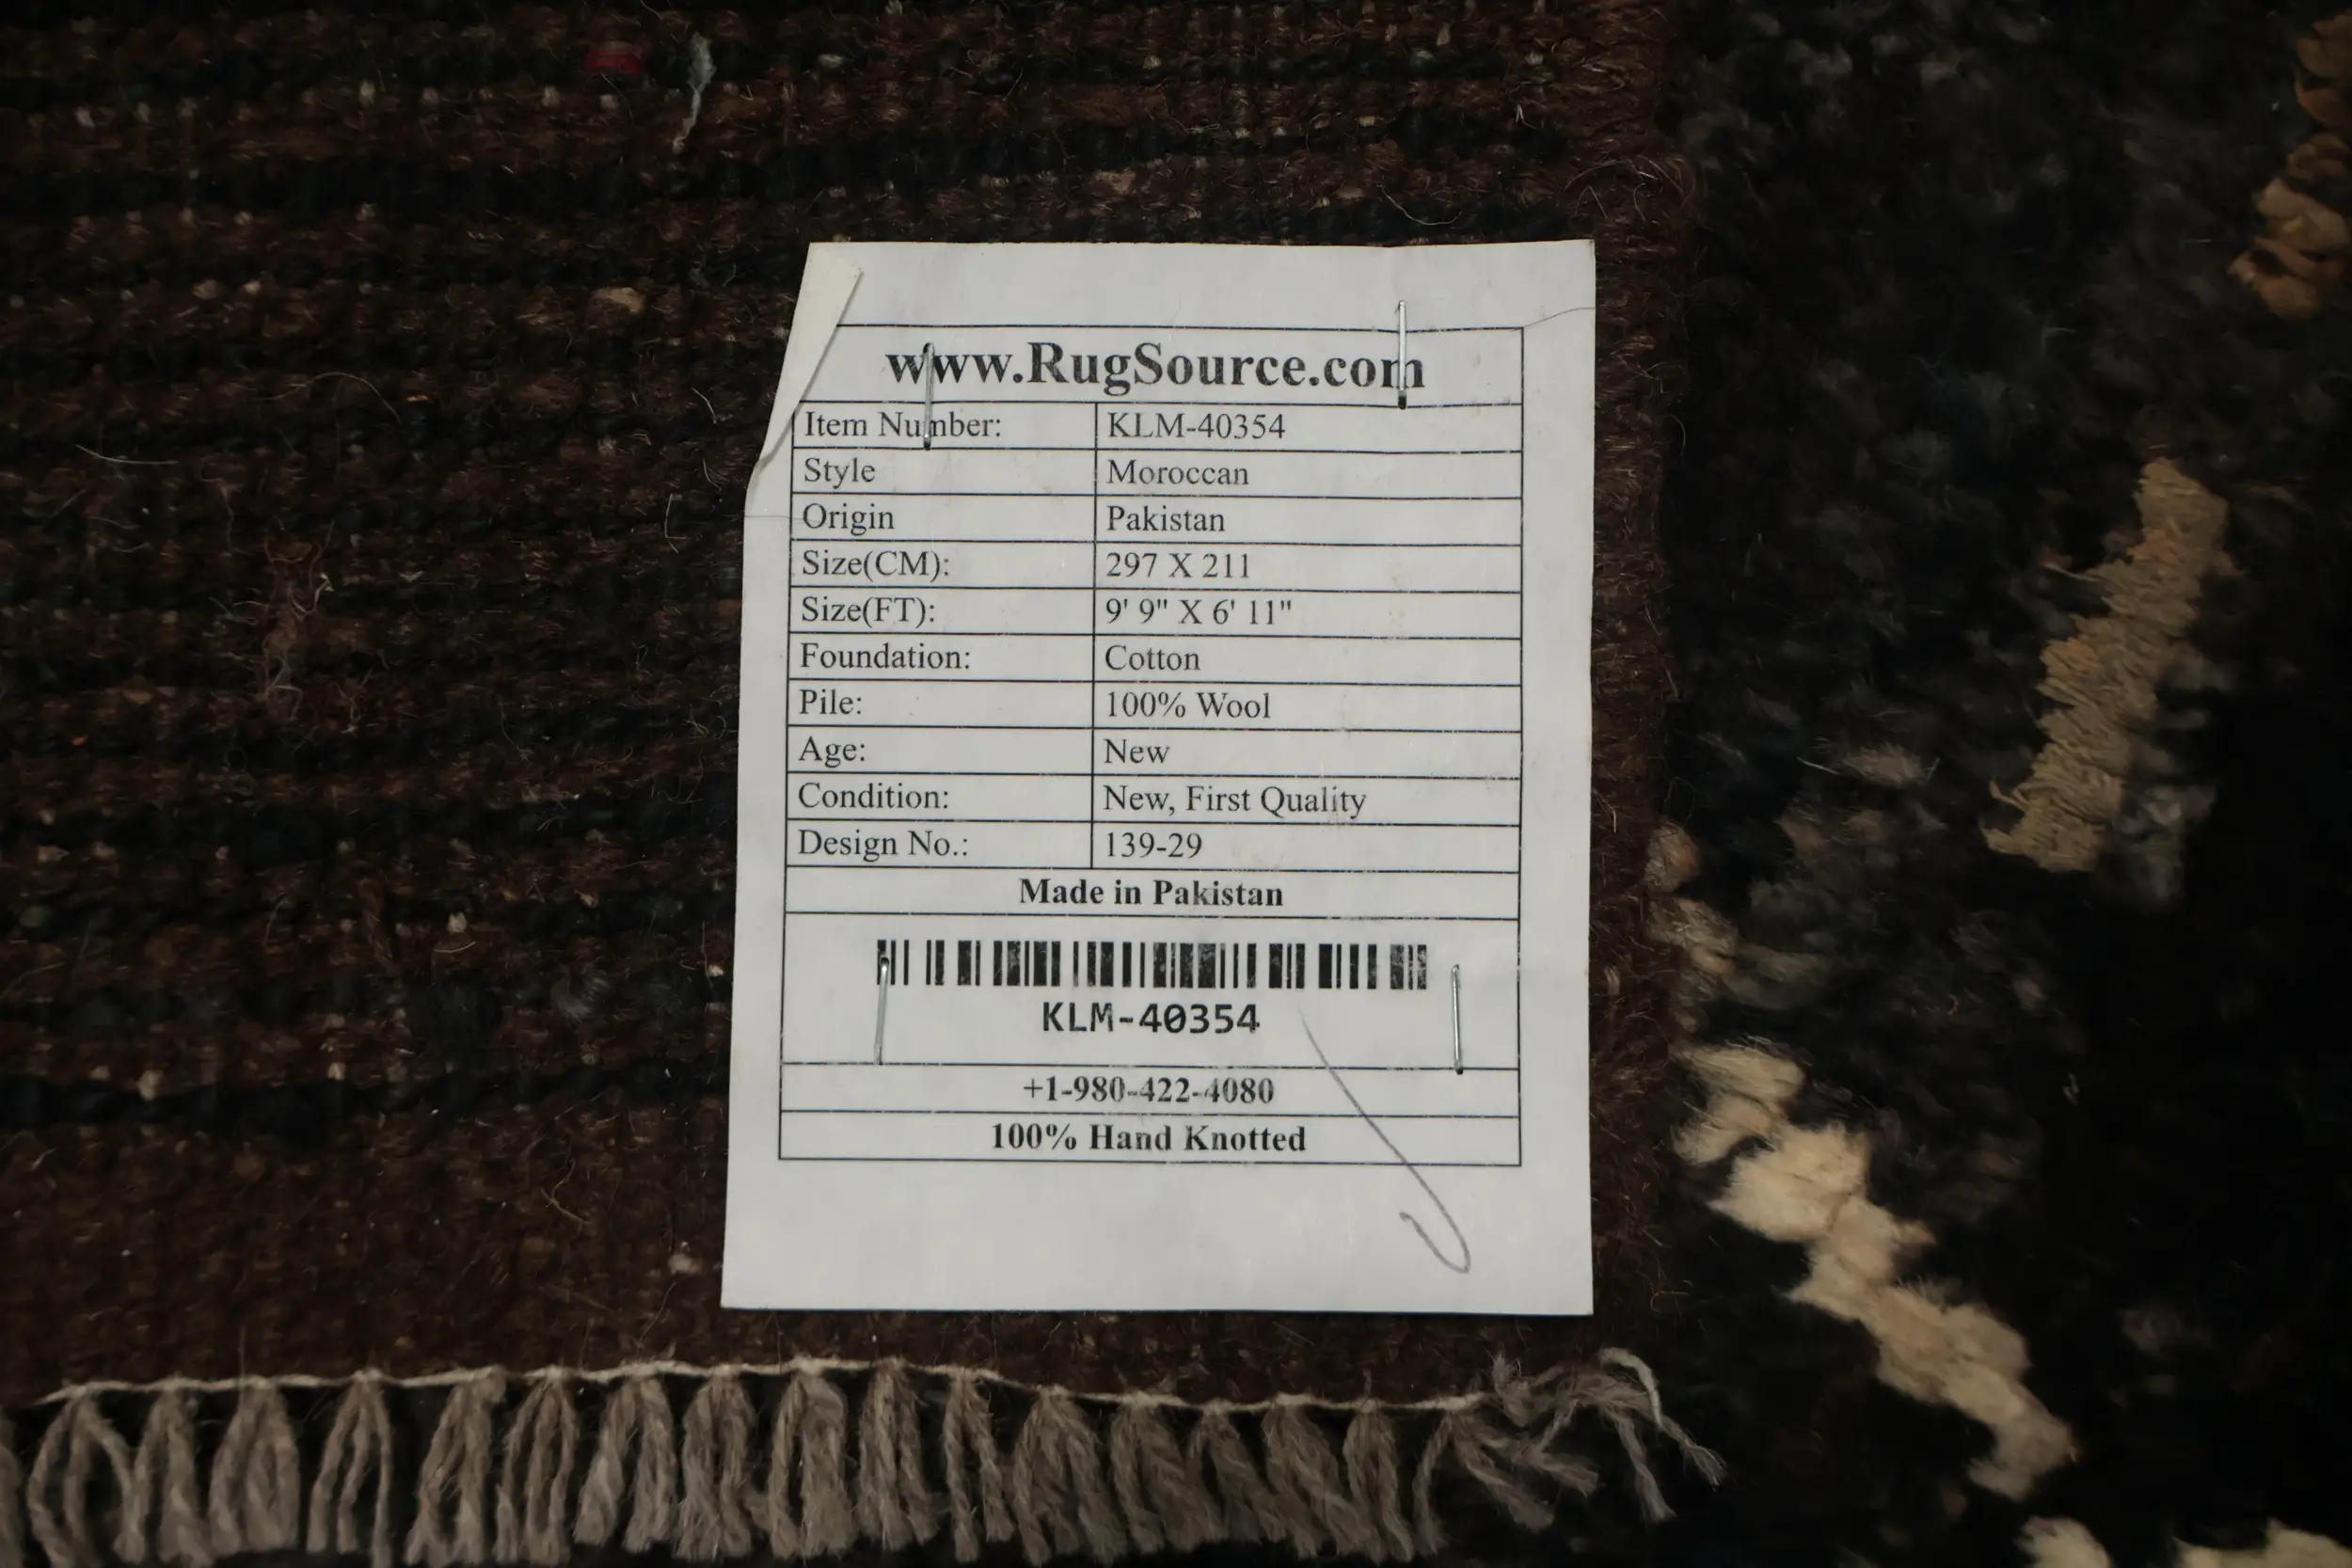 www.RugSource.com
Item Number: KLM-40354
Style Moroccan
Origin Pakistan
Size(CM): 297 X 211
Size(FT): 9' 9" X 6' 11"
Foundation: Cotton
Pile: 100% Wool
Age: New
Condition: New, First Quality
Design No.: 139-29
Made in Pakistan
KLM-40354
+1-980-422-4080
100% Hand Knotted